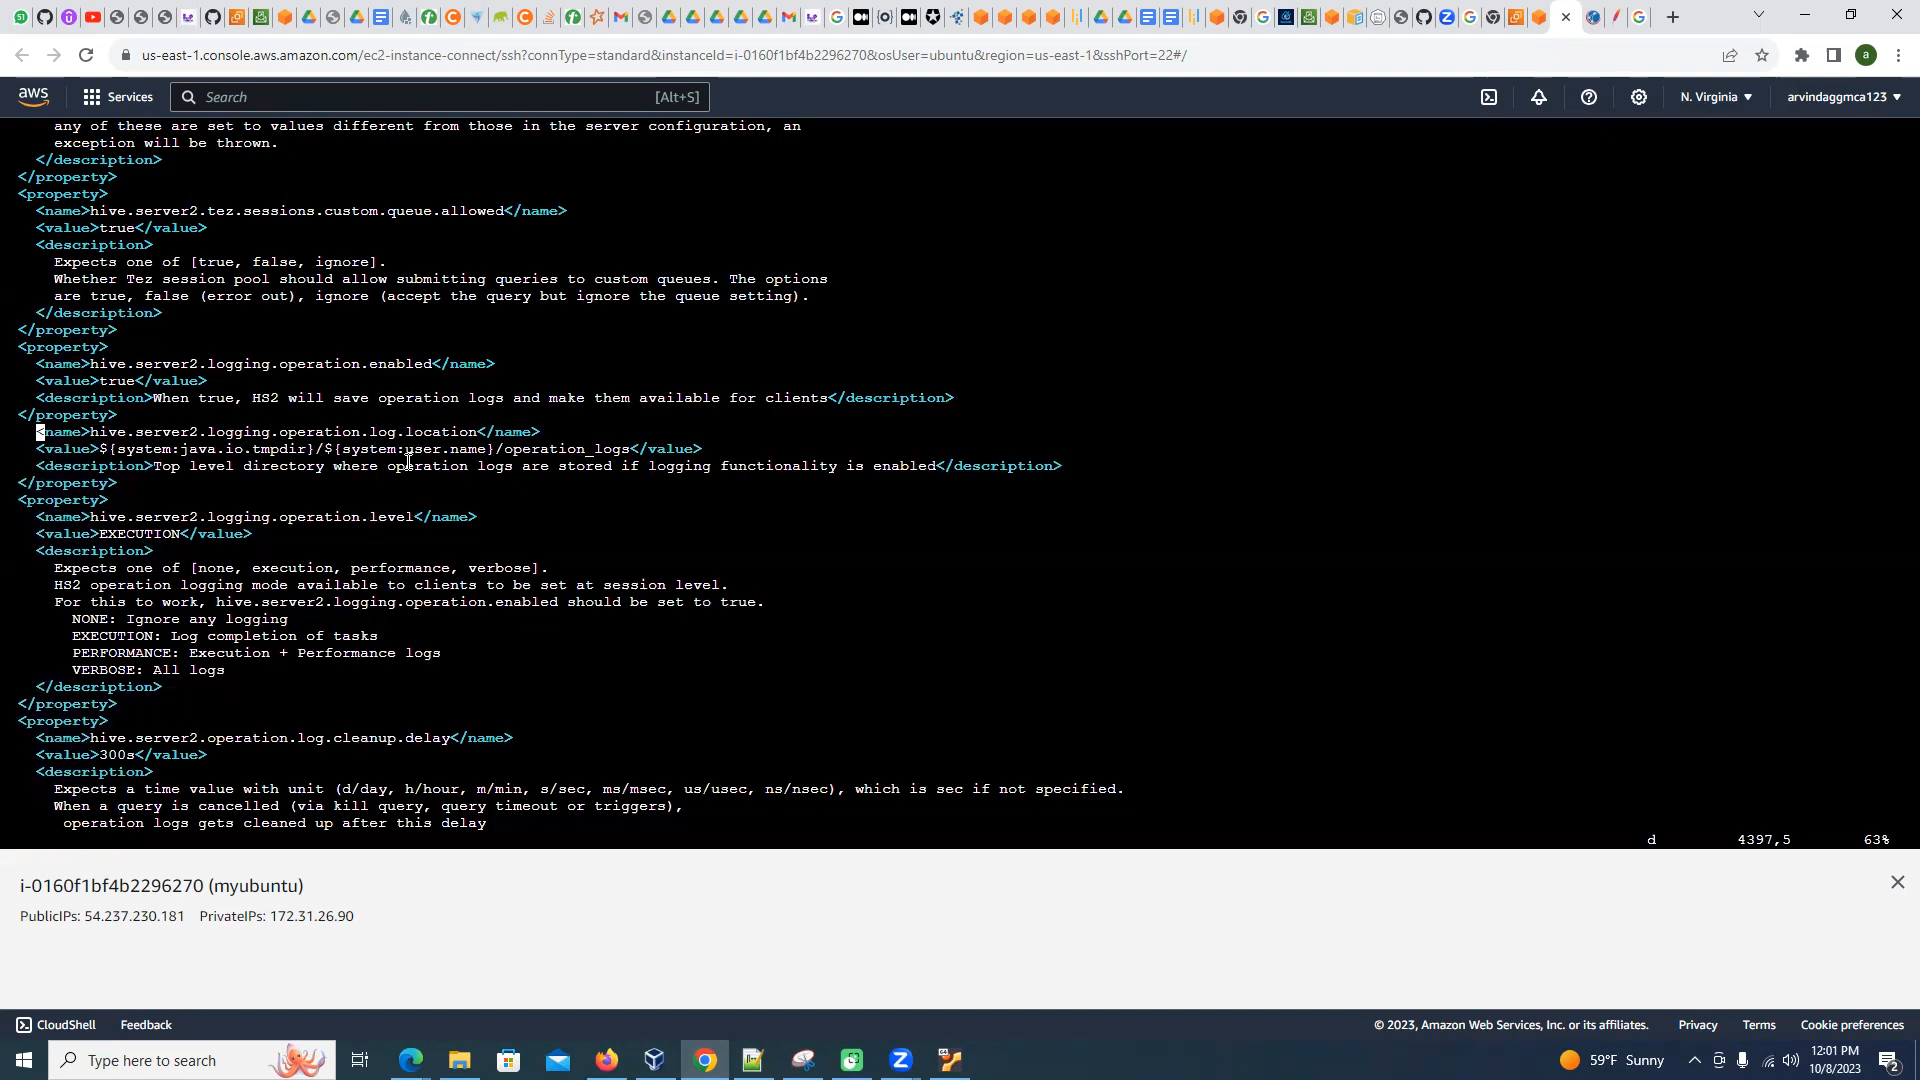 us-east-1.console.aws.amazon.com/ec2-instance-connect/ssh?connType=standard&instanceId=i-0160f1bf4b2296270&osUser=ubuntu&region=us-east-1&sshPort=22#/
a
aws
Services
Search
[Alt+S]
N. Virginia
arvindaggmca123
any of these are set to values different from those in the server configuration, an
exception will be thrown.
</description>
</property>
<property>
<name>hive.server2.tez.sessions.custom.queue.allowed</name>
<value>true</value>
<description>
Expects one of [true, false, ignore].
Whether Tez session pool should allow submitting queries to custom queues. The options
are true, false (error out), ignore (accept the query but ignore the queue setting).
</description>
</property>
<property>
<name>hive.server2.logging.operation.enabled</name>
<value>true</value>
<description>When true, HS2 will save operation logs and make them available for clients</description>
</property>
<name>hive.server2.logging.operation.log.location</name>
<value>${system:java.io.tmpdir}/${system:user.name}/operation_logs</value>
<description>Top level directory where operation logs are stored if logging functionality is enabled</description>
</property>
<property>
<name>hive.server2.logging.operation.level</name>
<value>EXECUTION</value>
<description>
Expects one of [none, execution, performance, verbose].
HS2 operation logging mode available to clients to be set at session level.
For this to work, hive.server2.logging.operation.enabled should be set to true.
NONE: Ignore any logging
EXECUTION: Log completion of tasks
PERFORMANCE: Execution + Performance logs
VERBOSE: All logs
</description>
</property>
<property>
<name>hive.server2.operation.log.cleanup.delay</name>
<value>300s</value>
<description>
Expects a time value with unit (d/day, h/hour, m/min, s/sec, ms/msec, us/usec, ns/nsec), which is sec if not specified.
When a query is cancelled (via kill query, query timeout or triggers),
operation logs gets cleaned up after this delay
d 4397,5 63%
i-0160f1bf4b2296270 (myubuntu)
PublicIPs: 54.237.230.181 PrivateIPs: 172.31.26.90
CloudShell
Feedback
© 2023, Amazon Web Services, Inc. or its affiliates.
Privacy
Terms
Cookie preferences
Type here to search
59°F Sunny
12:01 PM
10/8/2023
2